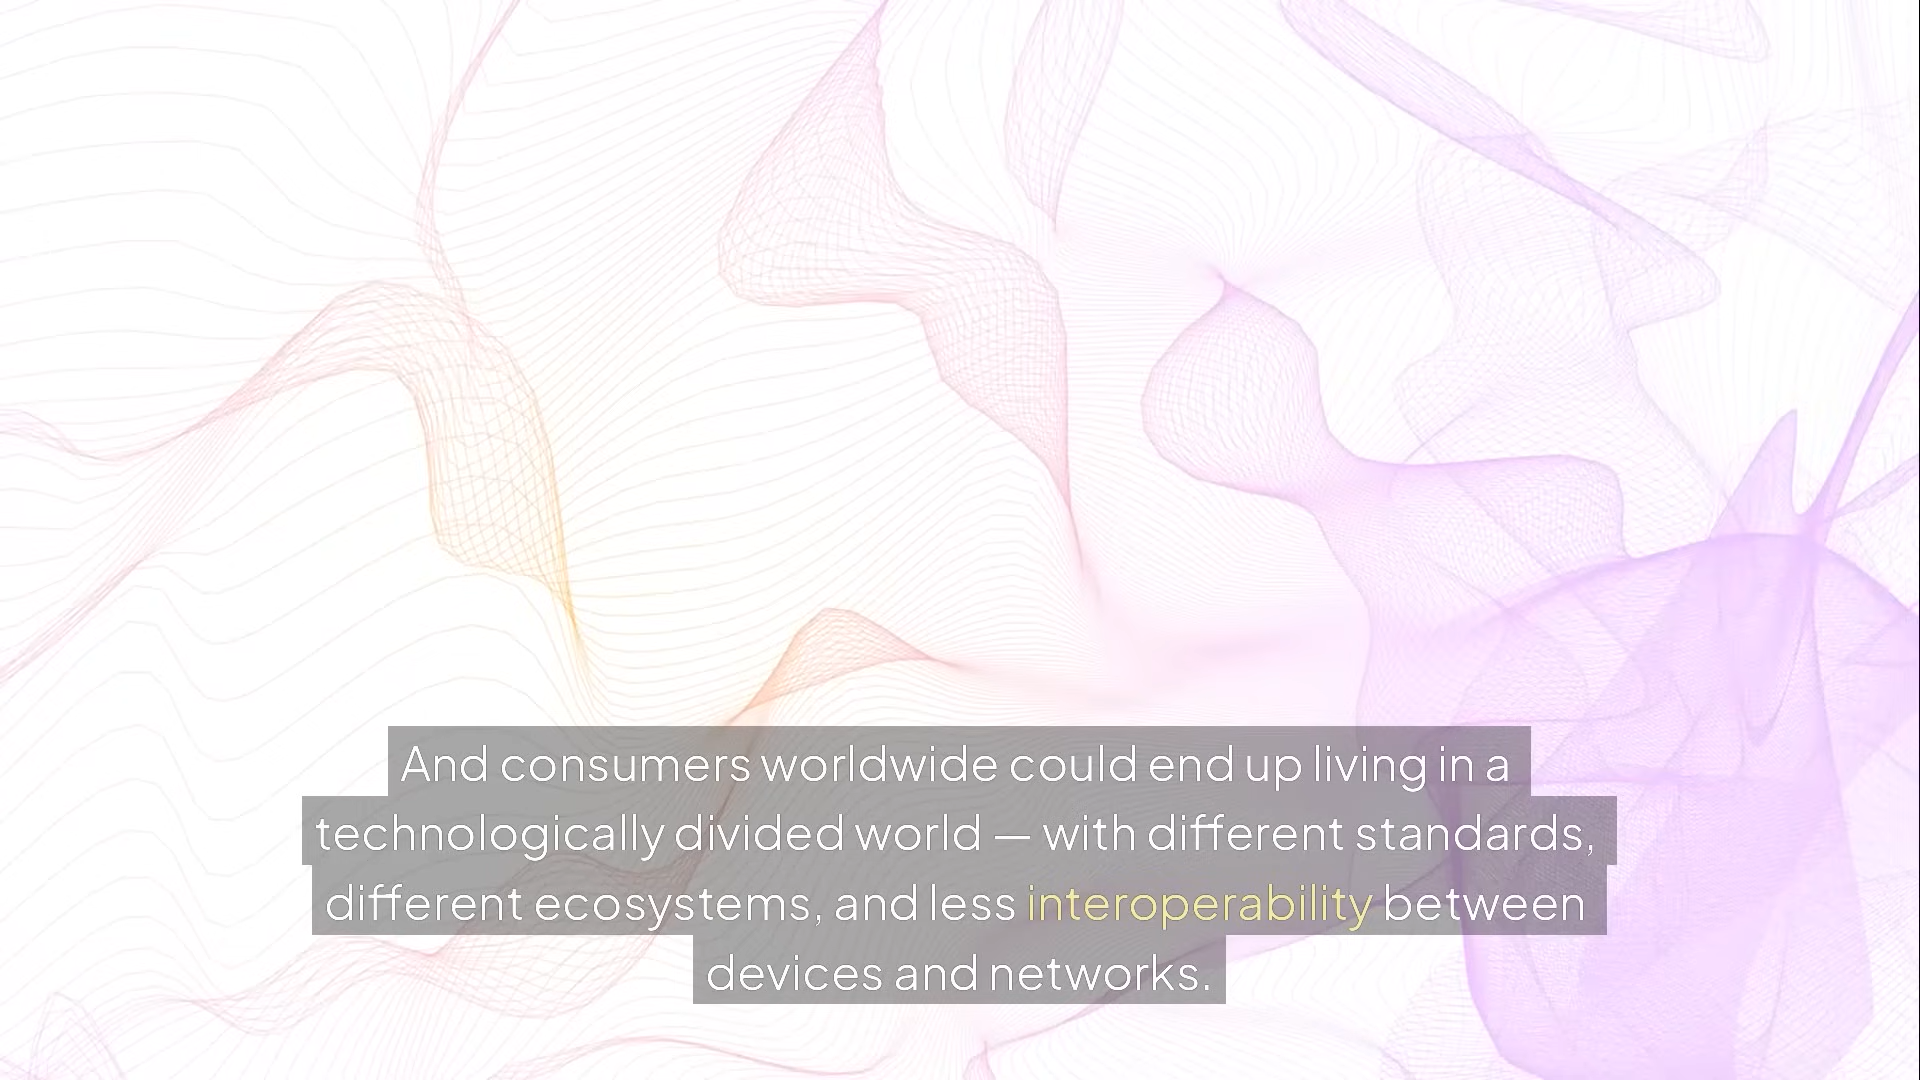 And consumers worldwide could end up living in a
technologically divided world — with different standards,
different ecosystems, and less interoperability between
devices and networks.